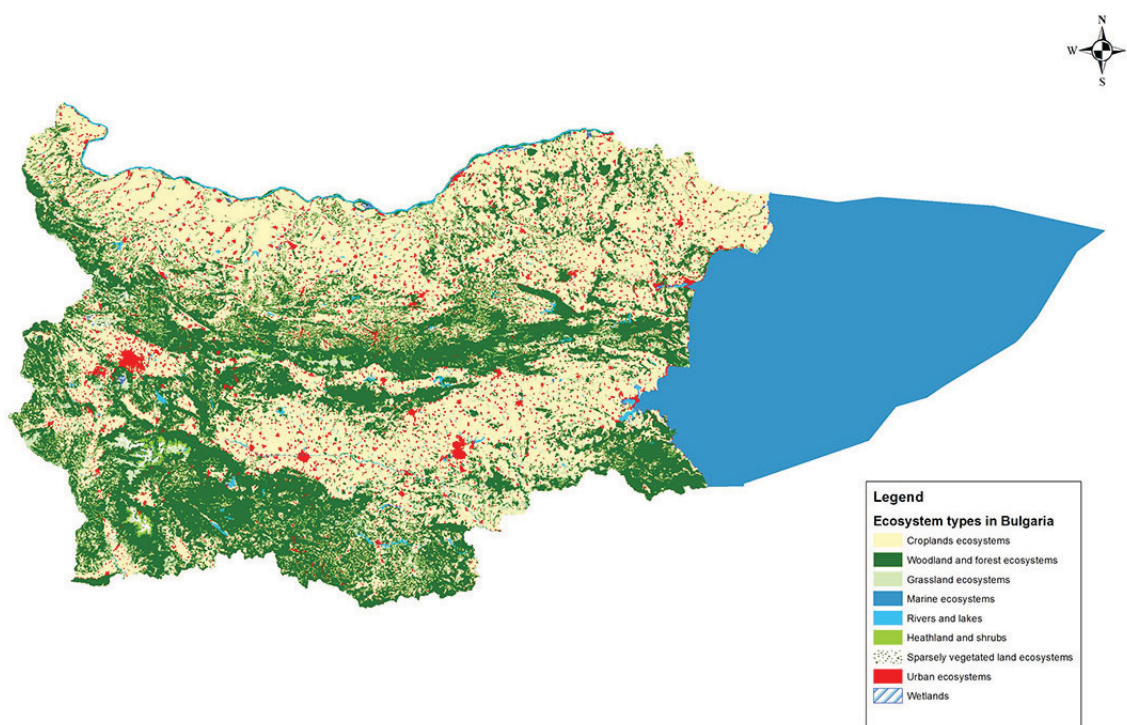 N
W
S
Legend
Ecosystem types in Bulgaria
Croplands ecosystems
Woodland and forest ecosystems
Grassland ecosystems
Marine ecosystems
Rivers and lakes
Heathland and shrubs
Sparsely vegetated land ecosystems
Urban ecosystems
Wetlands